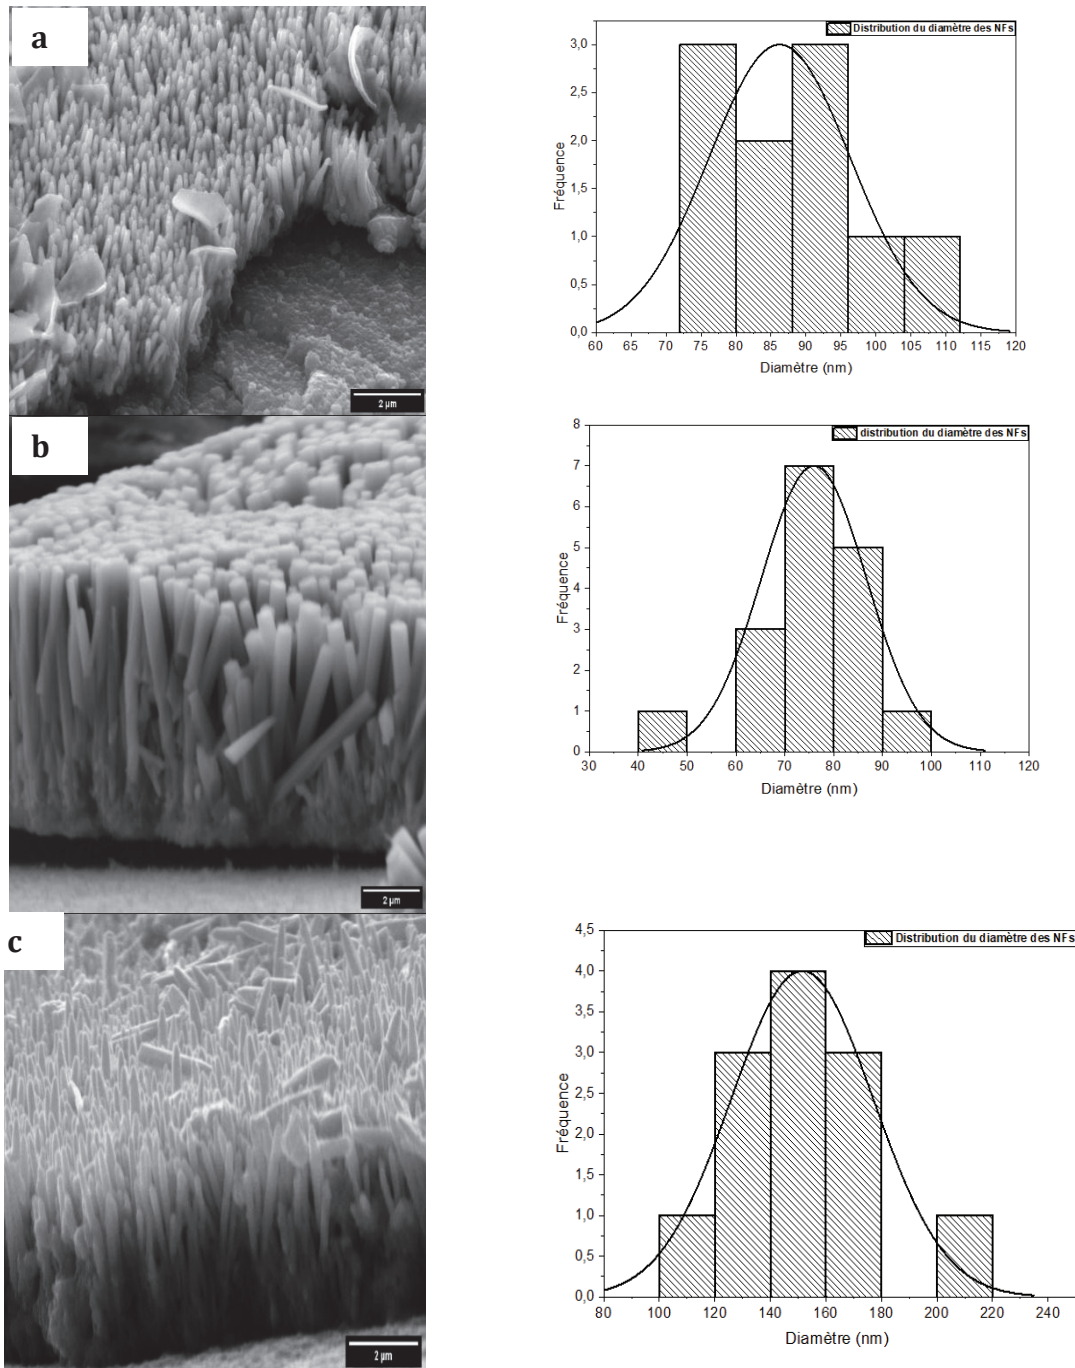 a
2 µm
Distribution du diamètre des NFs
3,0
2,5
2,0
1,5
1,0
0,5
0,0
Fréquence
60 65 70 75 80 85 90 95 100 105 110 115 120
Diamètre (nm)
b
2 µm
distribution du diamètre des NFs
8
7
6
5
4
3
2
1
0
Fréquence
30 40 50 60 70 80 90 100 110 120
Diamètre (nm)
c
2 µm
Distribution du diamètre des NFs
4,5
4,0
3,5
3,0
2,5
2,0
1,5
1,0
0,5
0,0
Fréquence
80 100 120 140 160 180 200 220 240
Diamètre (nm)